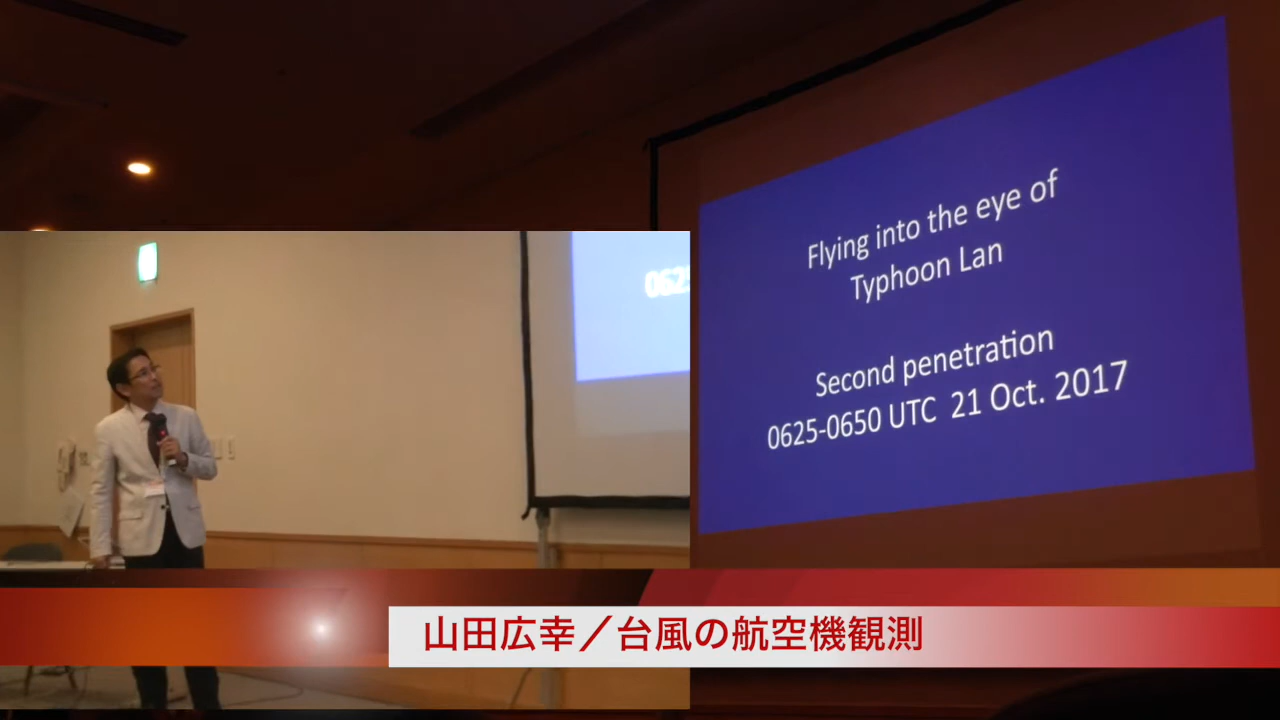 Flying into the eye of
Typhoon Lan
Second penetration
0625-0650 UTC 21 Oct. 2017
062
山田広幸／台風の航空機観測